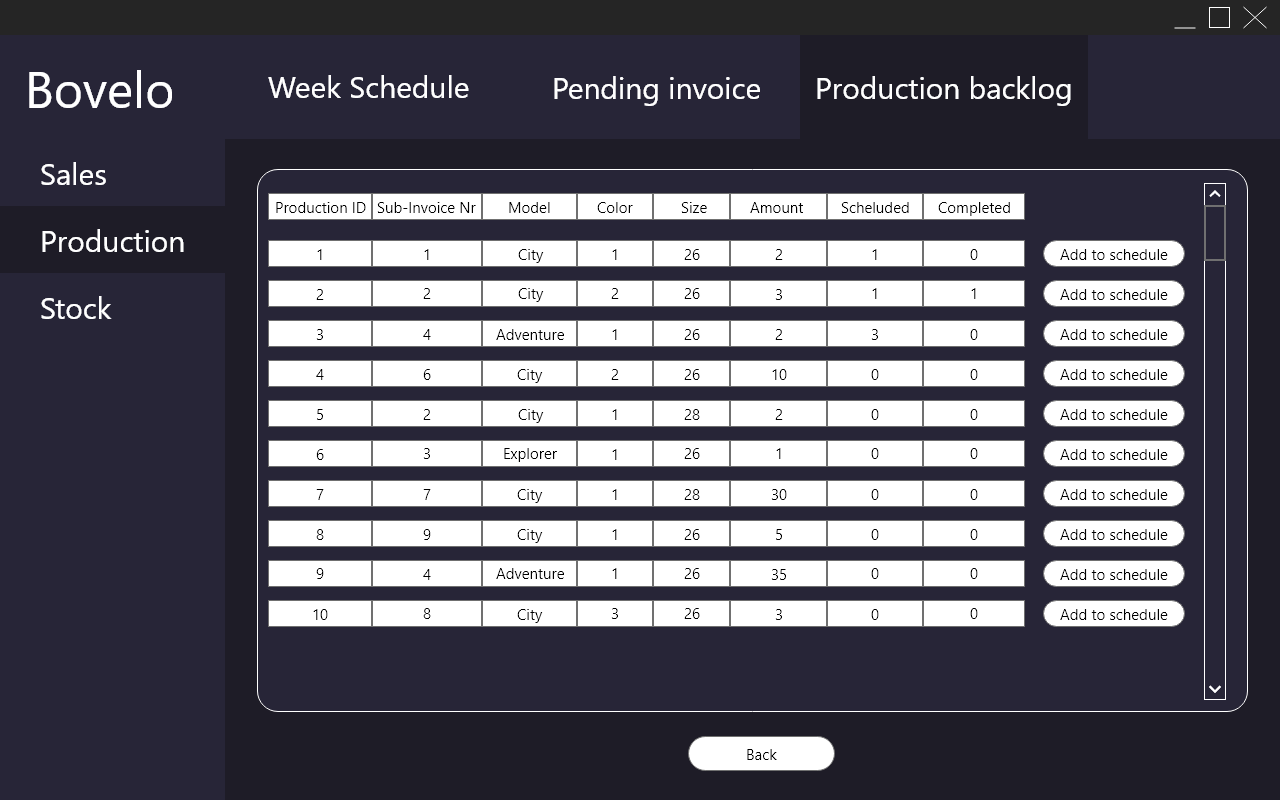 Bovelo
Week Schedule Pending invoice Production backlog
Sales
Production
Stock
Production ID Sub-Invoice Nr Model Color Size Amount Scheluded Completed
1 1 City 1 26 2 1 0 Add to schedule
2 2 City 2 26 3 1 1 Add to schedule
3 4 Adventure 1 26 2 3 0 Add to schedule
4 6 City 2 26 10 0 0 Add to schedule
5 2 City 1 28 2 0 0 Add to schedule
6 3 Explorer 1 26 1 0 0 Add to schedule
7 7 City 1 28 30 0 0 Add to schedule
8 9 City 1 26 5 0 0 Add to schedule
9 4 Adventure 1 26 35 0 0 Add to schedule
10 8 City 3 26 3 0 0 Add to schedule
Back